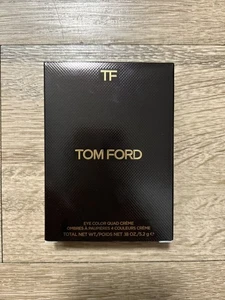 TF
TOM FORD
EYE COLOR QUAD CRÈME
OMBRES À PAUPIÈRES 4 COULEURS CRÈME
TOTAL NET WT./POIDS NET .18 OZ./5.2 g ℮